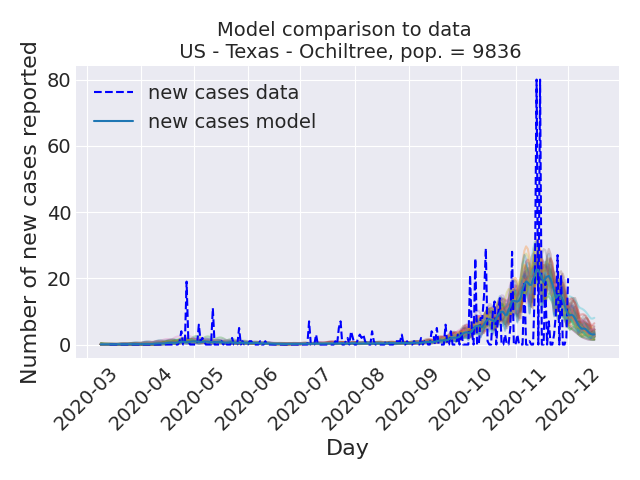 Model comparison to data
US - Texas - Ochiltree, pop. = 9836
new cases data
new cases model
Number of new cases reported
80
60
40
20
0
2020-03
2020-04
2020-05
2020-06
2020-07
2020-08
2020-09
2020-10
2020-11
2020-12
Day